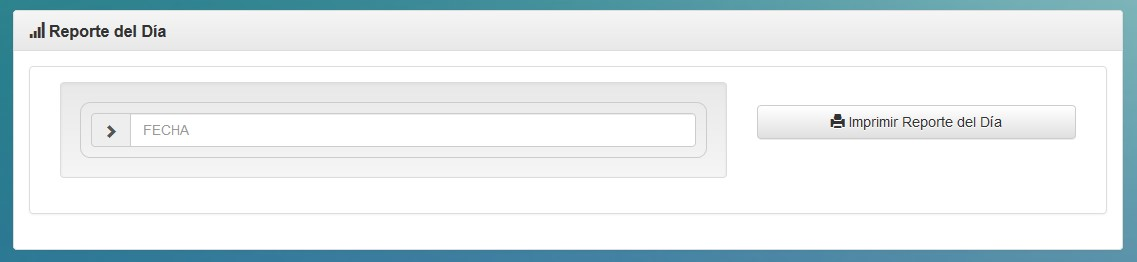 Reporte del Día
FECHA
Imprimir Reporte del Día